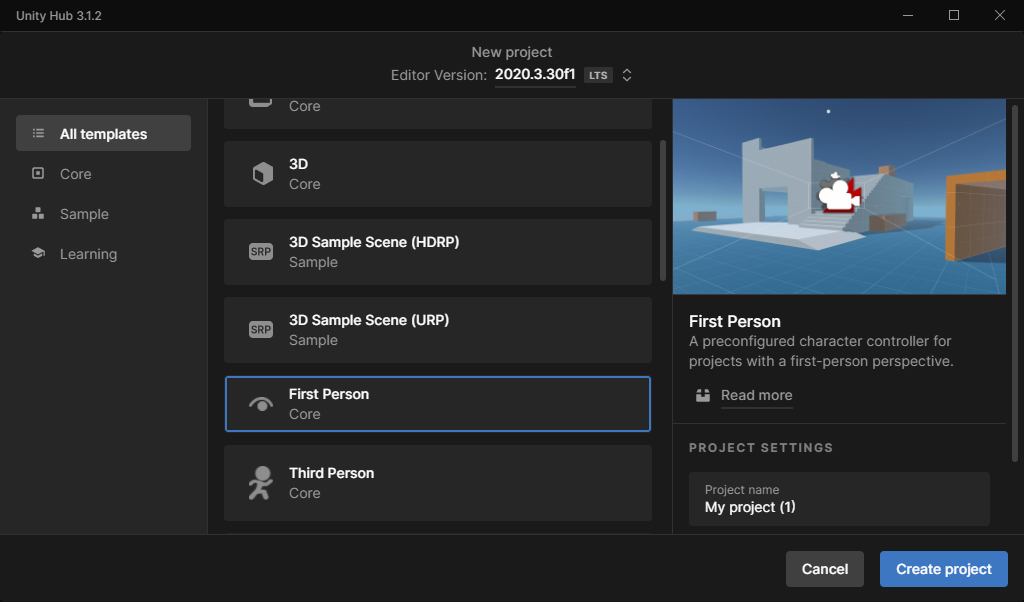 Unity Hub 3.1.2
New project
Editor Version: 2020.3.30f1 LTS
All templates
Core
Sample
Learning
Core
3D
Core
SRP
3D Sample Scene (HDRP)
Sample
SRP
3D Sample Scene (URP)
Sample
First Person
Core
Third Person
Core
First Person
A preconfigured character controller for
projects with a first-person perspective.
Read more
PROJECT SETTINGS
Project name
My project (1)
Cancel
Create project